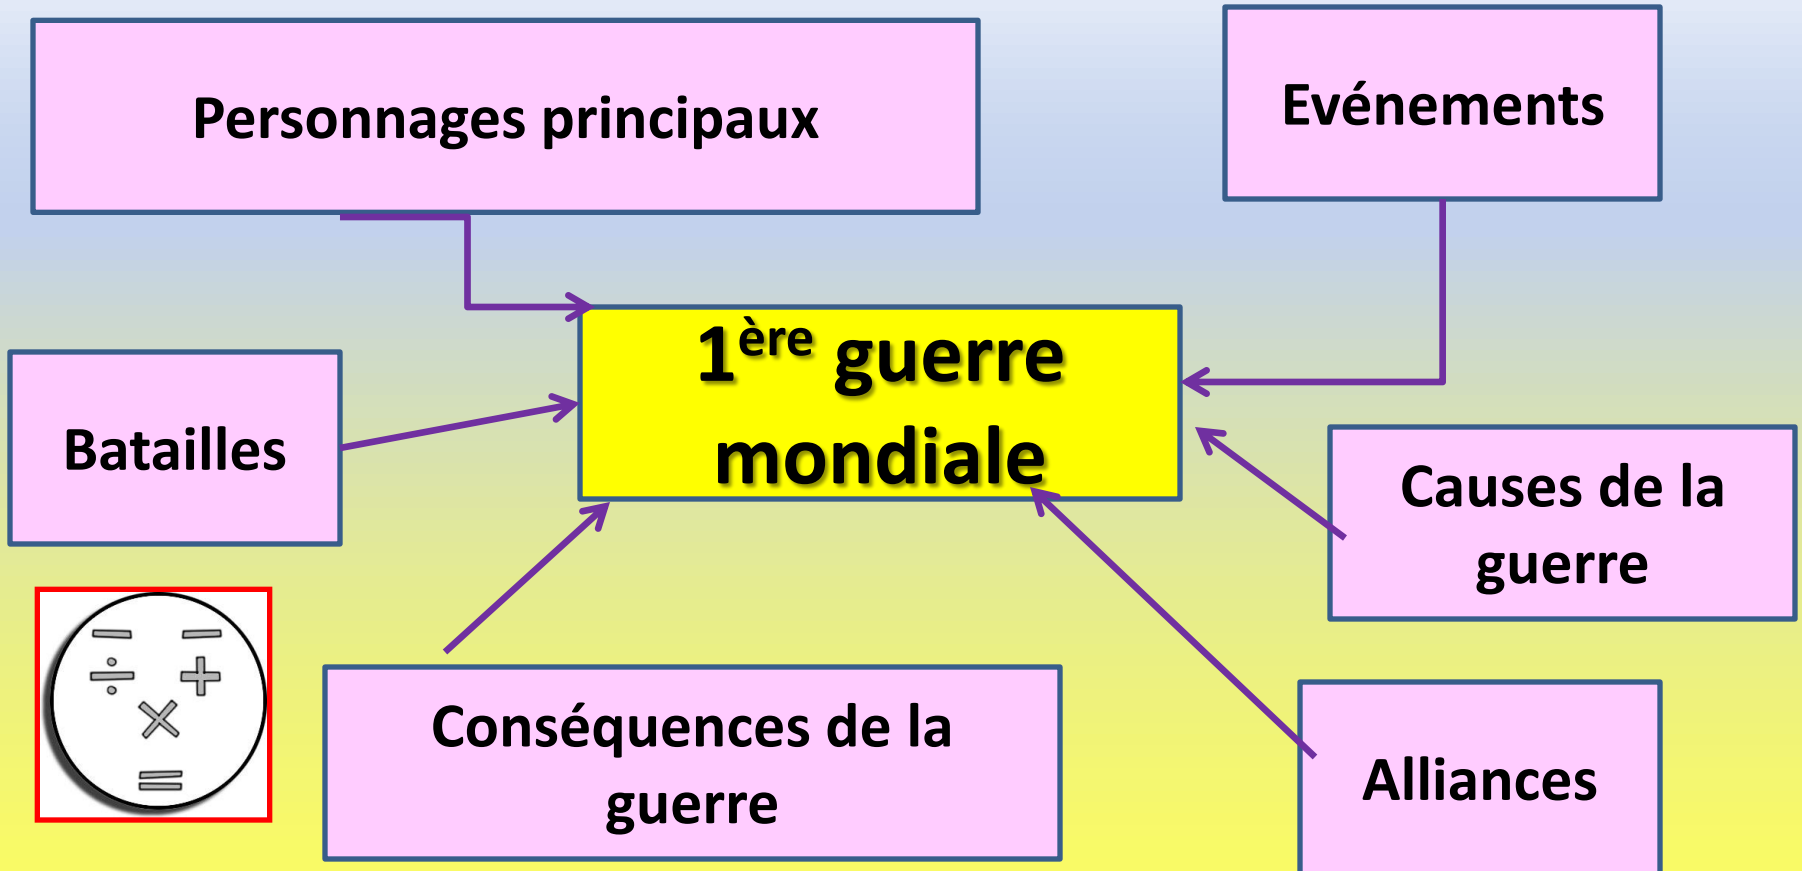 Personnages principaux
Evénements
1ère guerre
mondiale
Batailles
Causes de la
guerre
Conséquences de la
guerre
Alliances